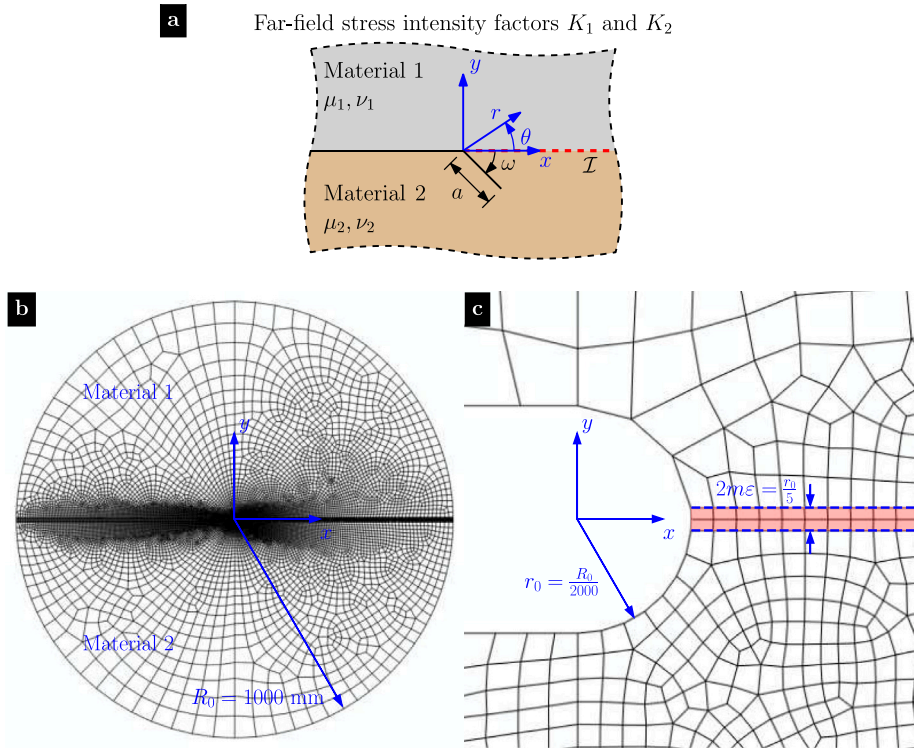 a Far-field stress intensity factors K₁ and K₂
Material 1
μ₁, ν₁
y
r
θ
x
ω
I
a
Material 2
μ₂, ν₂
b
Material 1
y
x
Material 2
R₀ = 1000 mm
c
y
x
2mε = r₀/5
r₀ = R₀/2000